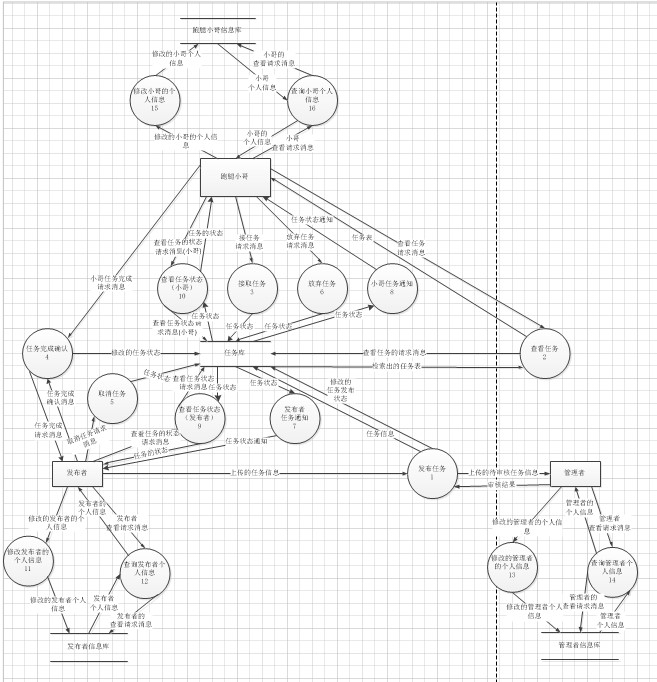 跑腿小哥信息库
修改的小哥个人
信息
小哥的
查看请求消息
小哥
个人信息
修改小哥的个
人信息
15
查询小哥个人
信息
16
修改的小哥的个人信
息
小哥的
个人信息
小哥
查看请求消息
跑腿小哥
任务状态通知
任务的状态
查看任务的状态
请求消息(小哥)
接任务
请求消息
放弃任务
请求消息
任务表
查看任务
请求消息
小哥任务完成
请求消息
查看任务状态
（小哥）
10
接取任务
3
放弃任务
6
小哥任务通知
8
任务状态
查看任务状态请
求消息(小哥)
任务状态
任务状态
任务状态
任务完成确认
4
修改的任务状态
任务库
查看任务的请求消息
检索出的任务表
查看任务
2
任务状态
查看任务状态
请求消息
任务状态
任务状态
修改的
任务发布
状态
取消任务
5
任务完成
确认消息
任务完成
请求消息
取消任务请求
消息
查看任务状态
（发布者）
9
发布者
任务通知
7
任务信息
查看任务的状态
请求消息
任务状态通知
任务的状态
发布者
上传的任务信息
发布任务
1
上传的待审核任务信息
审核结果
管理者
修改的发布者的个
人信息
发布者的
个人信息
发布者
查看请求消息
修改的管理者的个人信
息
管理者的
个人信息
管理者
查看请求消息
修改发布者的
个人信息
11
查询发布者个
人信息
12
修改的管理者
的个人信息
13
查询管理者个
人信息
14
修改的发布者个人
信息
发布者
个人信息
发布者的
查看请求消息
修改的管理者个人
信息
管理者的
查看请求消息
管理者
个人信息
发布者信息库
管理者信息库